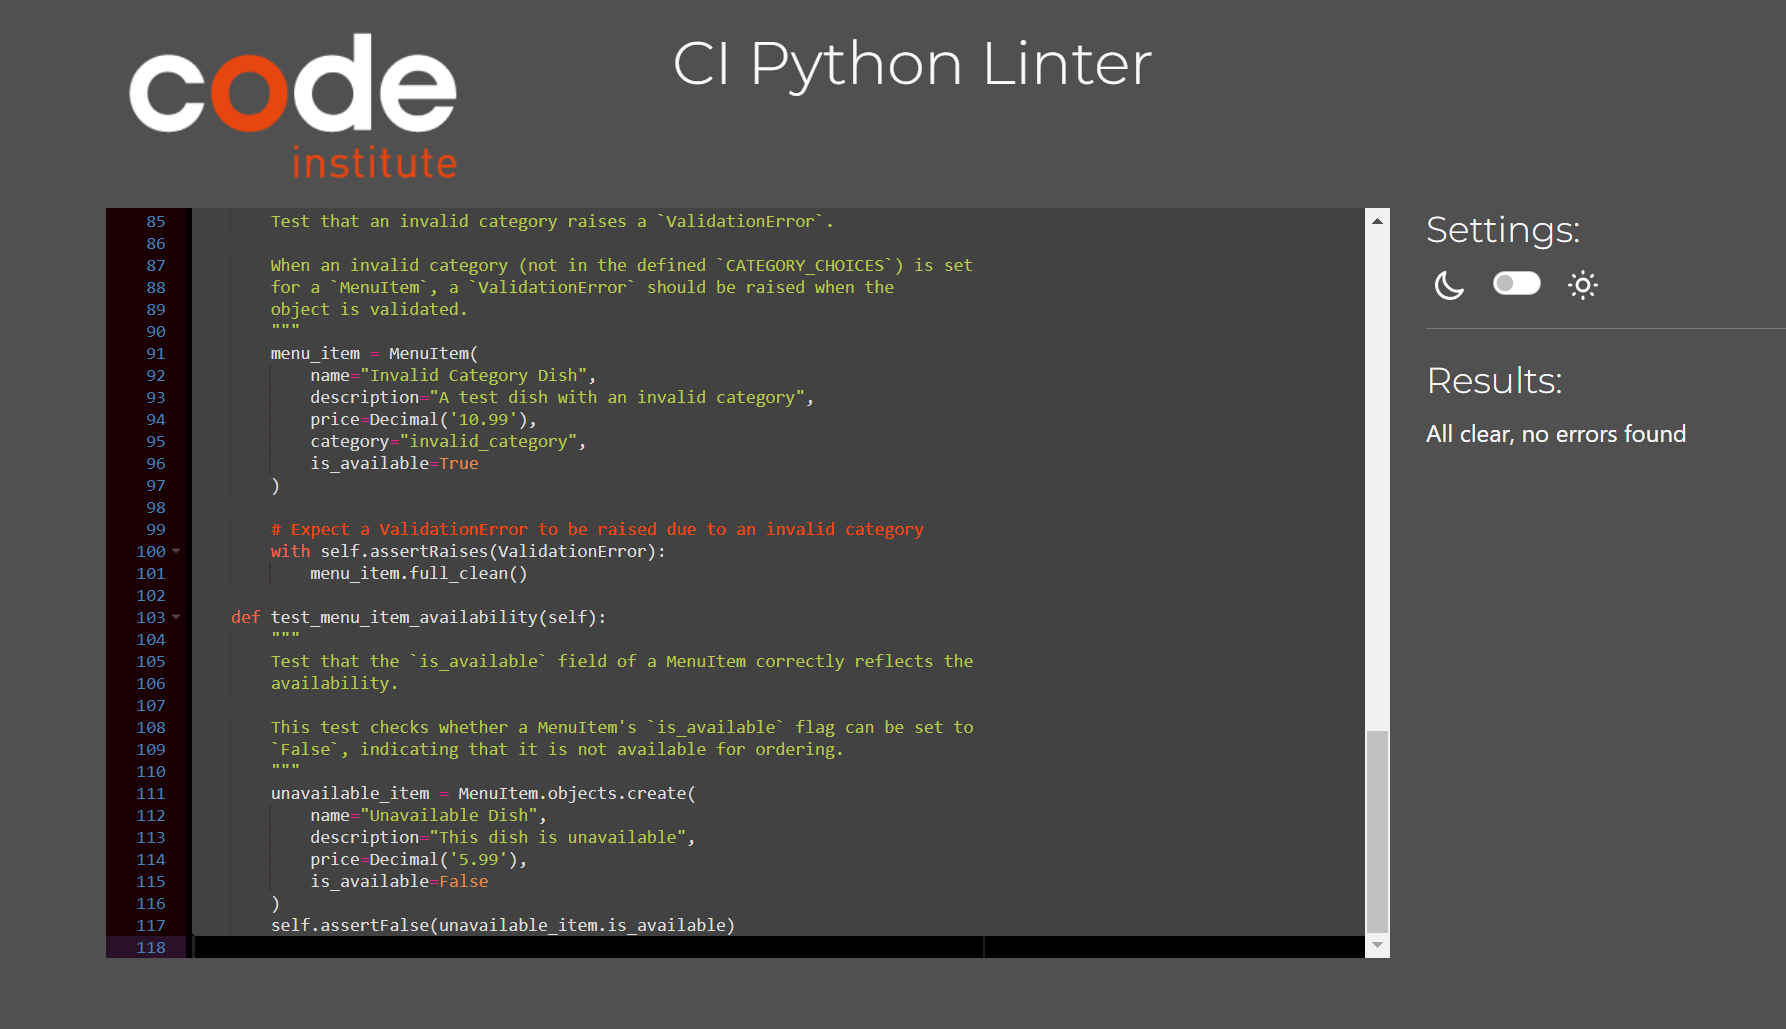 code
institute
CI Python Linter
85 Test that an invalid category raises a `ValidationError`.
86
87 When an invalid category (not in the defined `CATEGORY_CHOICES`) is set
88 for a `MenuItem`, a `ValidationError` should be raised when the
89 object is validated.
90 """
91 menu_item = MenuItem(
92 name="Invalid Category Dish",
93 description="A test dish with an invalid category",
94 price=Decimal('10.99'),
95 category="invalid_category",
96 is_available=True
97 )
98
99 # Expect a ValidationError to be raised due to an invalid category
100 with self.assertRaises(ValidationError):
101 menu_item.full_clean()
102
103 def test_menu_item_availability(self):
104 """
105 Test that the `is_available` field of a MenuItem correctly reflects the
106 availability.
107
108 This test checks whether a MenuItem's `is_available` flag can be set to
109 `False`, indicating that it is not available for ordering.
110 """
111 unavailable_item = MenuItem.objects.create(
112 name="Unavailable Dish",
113 description="This dish is unavailable",
114 price=Decimal('5.99'),
115 is_available=False
116 )
117 self.assertFalse(unavailable_item.is_available)
118
Settings:
Results:
All clear, no errors found